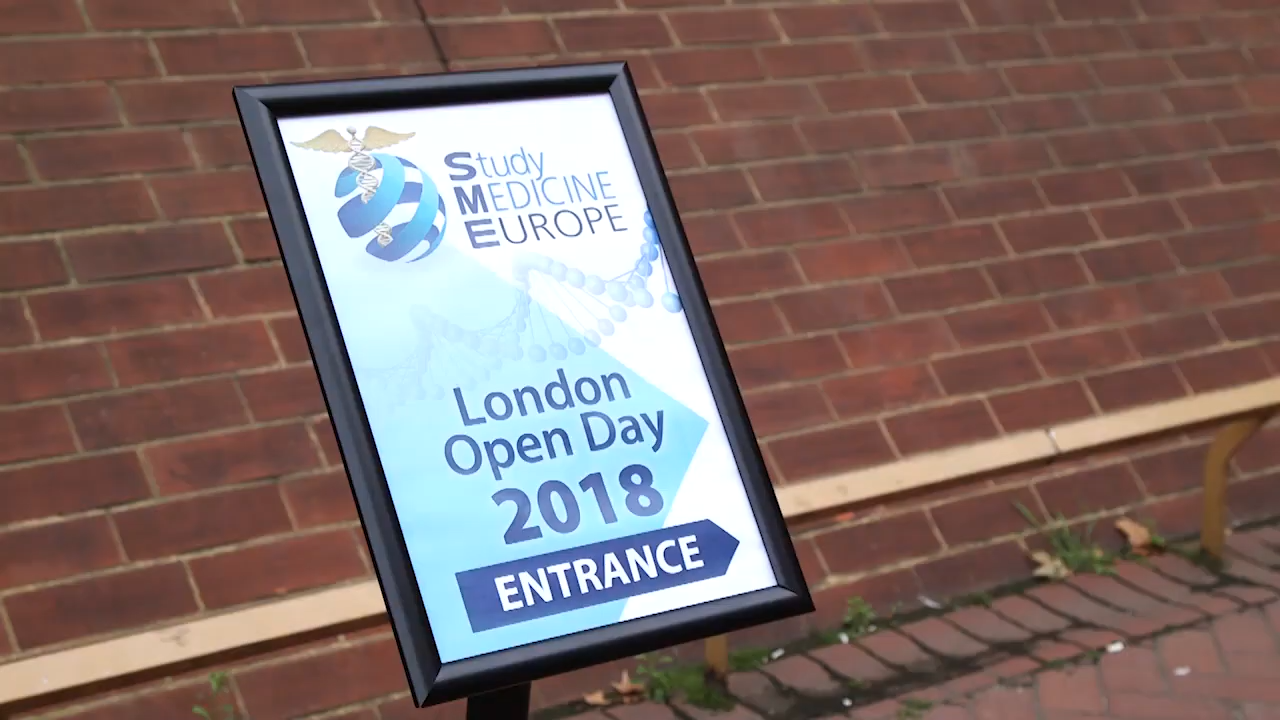 Study
MEDICINE
EUROPE
London
Open Day
2018
ENTRANCE